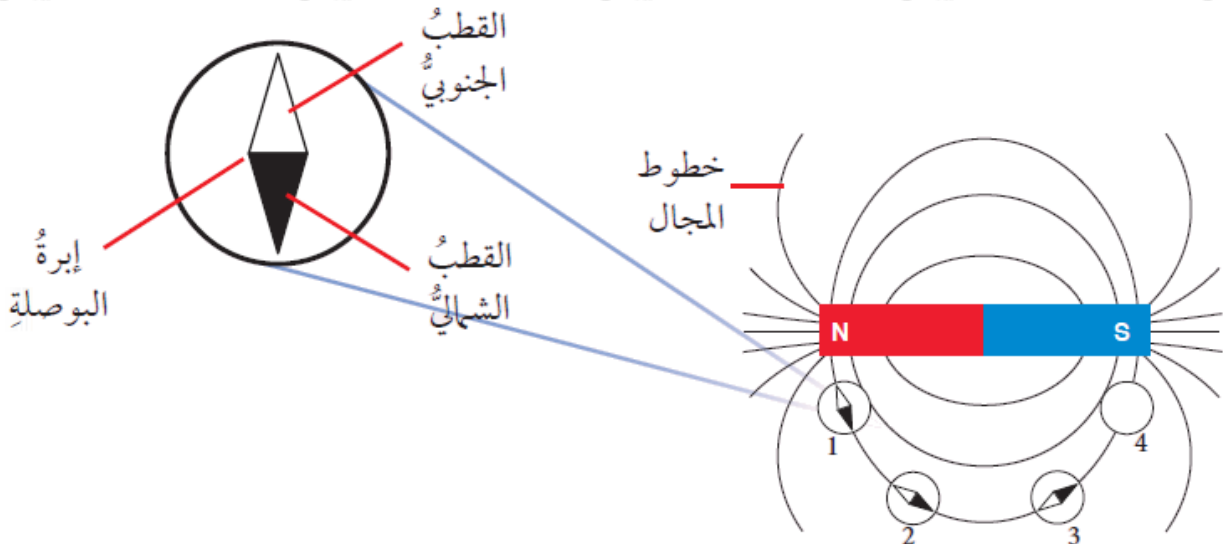 القطبُ
الجنوبيُّ
خطوط
المجال
إبرةُ
البوصلةِ
القطبُ
الشماليُّ
N
S
1
4
2
3